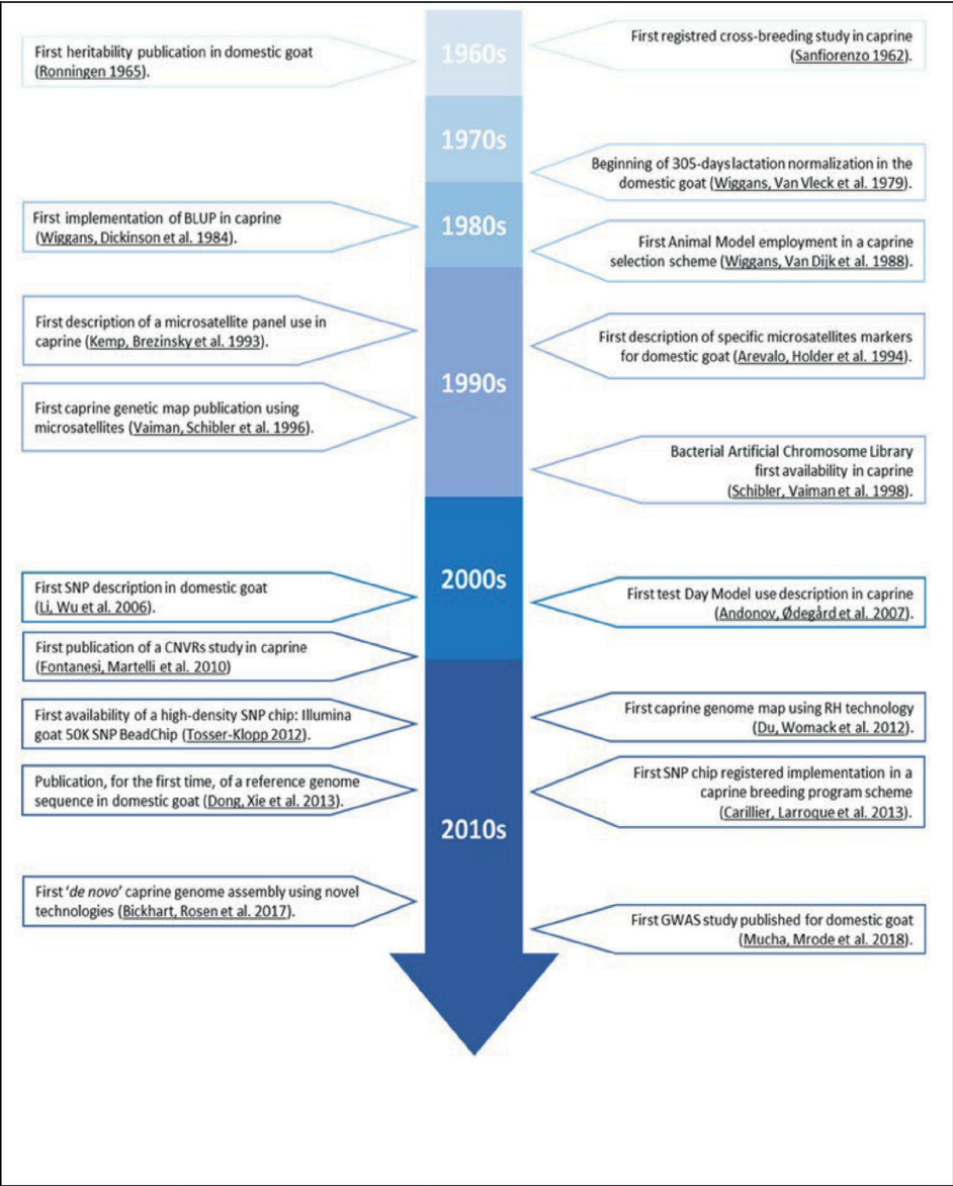 1960s
First heritability publication in domestic goat
(Ronningen 1965).
First registred cross-breeding study in caprine
(Sanfiorenzo 1962).
1970s
Beginning of 305-days lactation normalization in the
domestic goat (Wiggans, Van Vleck et al. 1979).
1980s
First implementation of BLUP in caprine
(Wiggans, Dickinson et al. 1984).
First Animal Model employment in a caprine
selection scheme (Wiggans, Van Dijk et al. 1988).
1990s
First description of a microsatellite panel use in
caprine (Kemp, Brezinsky et al. 1993).
First description of specific microsatellites markers
for domestic goat (Arevalo, Holder et al. 1994).
First caprine genetic map publication using
microsatellites (Vaiman, Schibler et al. 1996).
Bacterial Artificial Chromosome Library
first availability in caprine
(Schibler, Vaiman et al. 1998).
2000s
First SNP description in domestic goat
(Li, Wu et al. 2006).
First test Day Model use description in caprine
(Andonov, Ødegård et al. 2007).
First publication of a CNVRs study in caprine
(Fontanesi, Martelli et al. 2010)
2010s
First availability of a high-density SNP chip: Illumina
goat 50K SNP BeadChip (Tosser-Klopp 2012).
First caprine genome map using RH technology
(Du, Womack et al. 2012).
Publication, for the first time, of a reference genome
sequence in domestic goat (Dong, Xie et al. 2013).
First SNP chip registered implementation in a
caprine breeding program scheme
(Carillier, Larroque et al. 2013).
First ‘de novo’ caprine genome assembly using novel
technologies (Bickhart, Rosen et al. 2017).
First GWAS study published for domestic goat
(Mucha, Mrode et al. 2018).